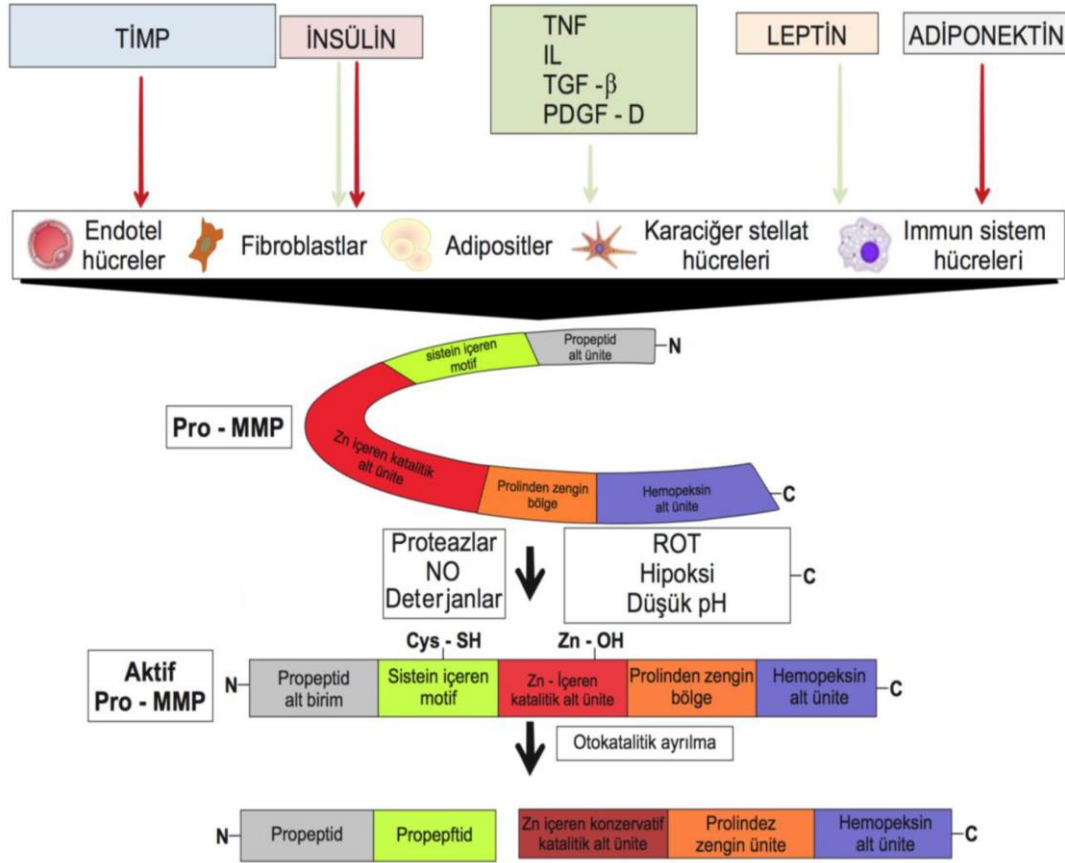 TİMP
İNSÜLİN
TNF
IL
TGF -β
PDGF - D
LEPTİN
ADİPONEKTİN
Endotel
hücreler
Fibroblastlar
Adipositler
Karaciğer stellat
hücreleri
Immun sistem
hücreleri
Propeptid
alt ünite
N
sistein içeren
motif
Pro - MMP
Zn içeren katalitik
alt ünite
Prolinden zengin
bölge
Hemopeksin
alt ünite
C
Proteazlar
NO
Deterjanlar
ROT
Hipoksi
Düşük pH
C
Cys - SH
Zn - OH
Aktif
Pro - MMP
N
Propeptid
alt birim
Sistein içeren
motif
Zn - İçeren
katalitik alt ünite
Prolinden zengin
bölge
Hemopeksin
alt ünite
C
Otokatalitik ayrılma
N
Propeptid
Propepftid
Zn içeren konzervatif
katalitik alt ünite
Prolindez
zengin ünite
Hemopeksin
alt ünite
C